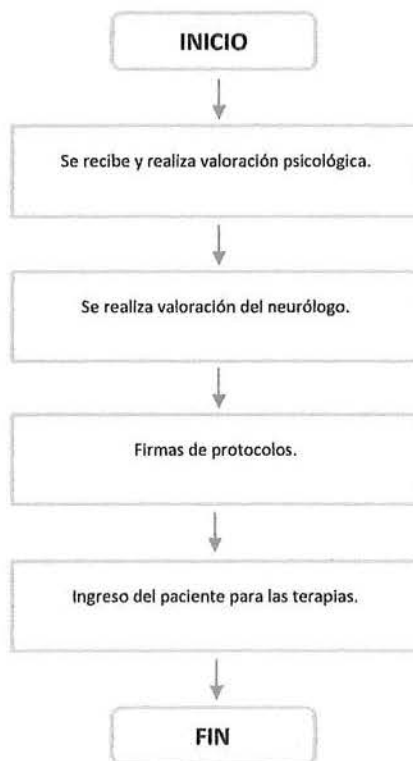 INICIO
Se recibe y realiza valoración psicológica.
Se realiza valoración del neurólogo.
Firmas de protocolos.
Ingreso del paciente para las terapias.
FIN